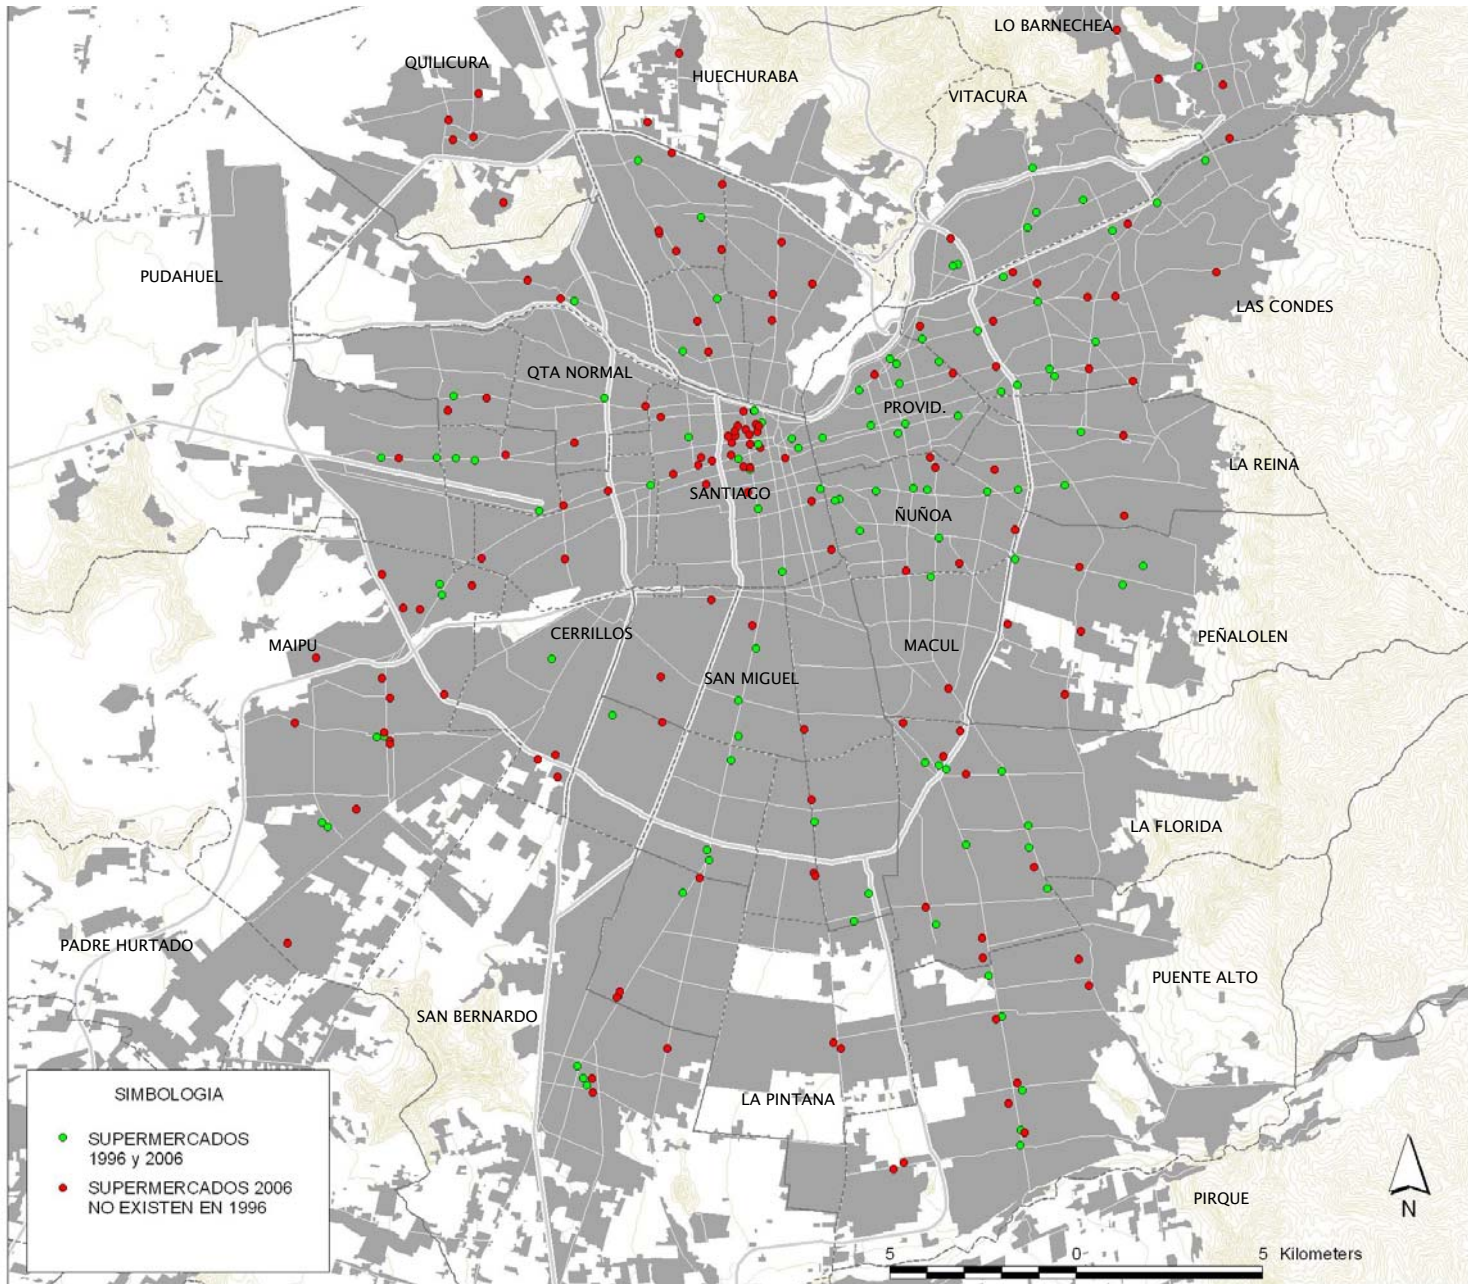 LO BARNECHEA
QUILICURA
HUECHURABA
VITACURA
PUDAHUEL
LAS CONDES
QTA NORMAL
PROVID.
LA REINA
SANTIAGO
ÑUÑOA
CERRILLOS
MAIPU
MACUL
PEÑALOLEN
SAN MIGUEL
LA FLORIDA
PADRE HURTADO
PUENTE ALTO
SAN BERNARDO
LA PINTANA
PIRQUE
SIMBOLOGIA
SUPERMERCADOS
1996 y 2006
SUPERMERCADOS 2006
NO EXISTEN EN 1996
N
5 0 5 Kilometers